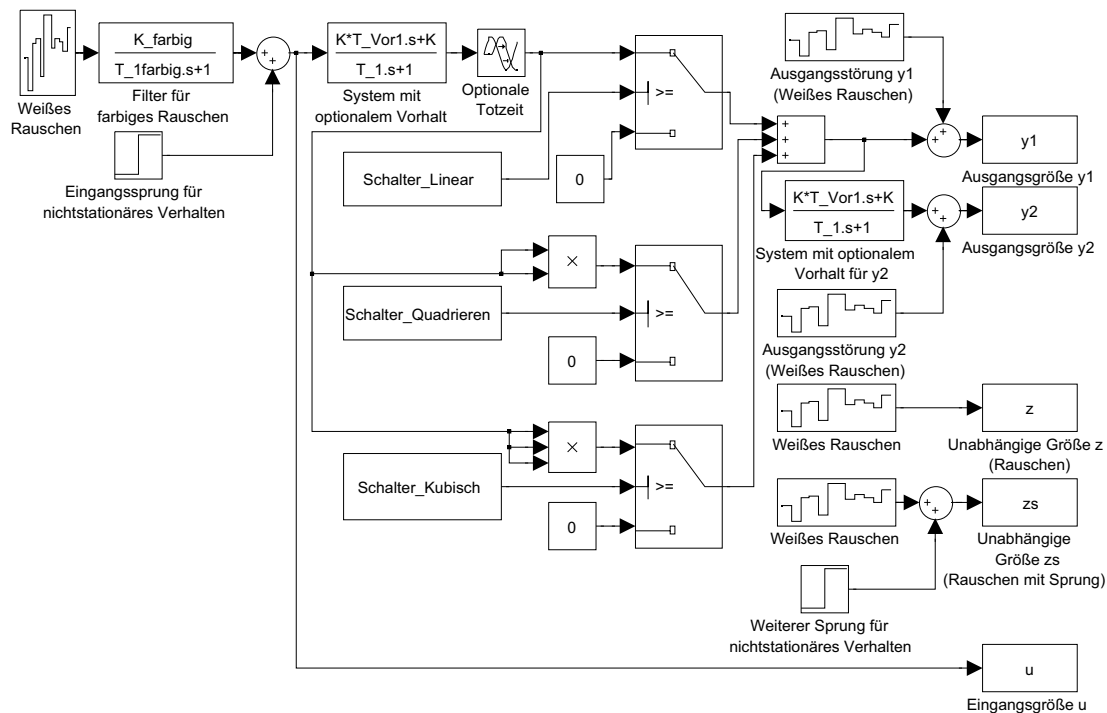 Weißes
Rauschen
K_farbig
T_1farbig.s+1
Filter für
farbiges Rauschen
+
+
Eingangssprung für
nichtstationäres Verhalten
K*T_Vor1.s+K
T_1.s+1
System mit
optionalem Vorhalt
Optionale
Totzeit
>=
Schalter_Linear
0
×
Schalter_Quadrieren
>=
0
×
Schalter_Kubisch
>=
0
+
+
+
Ausgangsstörung y1
(Weißes Rauschen)
+
+
y1
Ausgangsgröße y1
K*T_Vor1.s+K
T_1.s+1
System mit optionalem
Vorhalt für y2
+
+
y2
Ausgangsgröße y2
Ausgangsstörung y2
(Weißes Rauschen)
Weißes Rauschen
z
Unabhängige Größe z
(Rauschen)
Weißes Rauschen
+
+
zs
Unabhängige
Größe zs
(Rauschen mit Sprung)
Weiterer Sprung für
nichtstationäres Verhalten
u
Eingangsgröße u